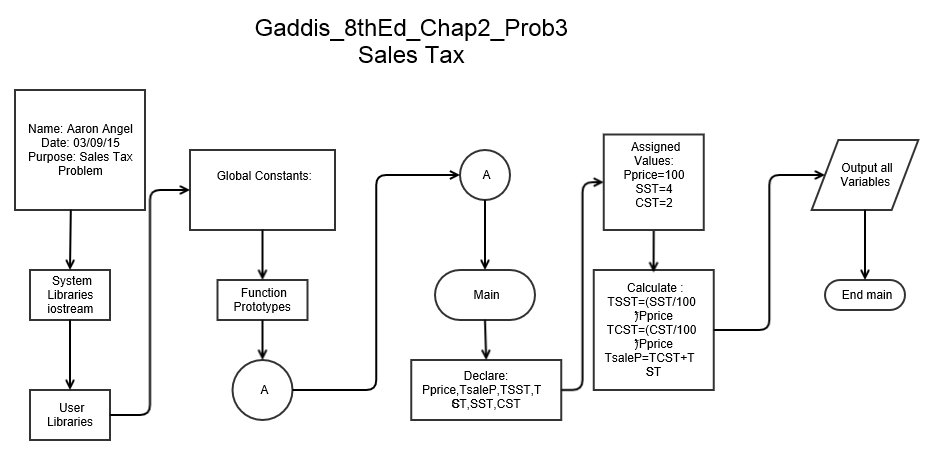 Gaddis_8thEd_Chap2_Prob3
Sales Tax
Name: Aaron Angel
Date: 03/09/15
Purpose: Sales Tax
Problem
System
Libraries
iostream
User
Libraries
Global Constants:
Function
Prototypes
A
A
Main
Declare:
Pprice,TsaleP,TSST,T
CST,SST,CST
Assigned
Values:
Pprice=100
SST=4
CST=2
Calculate :
TSST=(SST/100
)*Pprice
TCST=(CST/100
)*Pprice
TsaleP=TCST+T
SST
Output all
Variables
End main